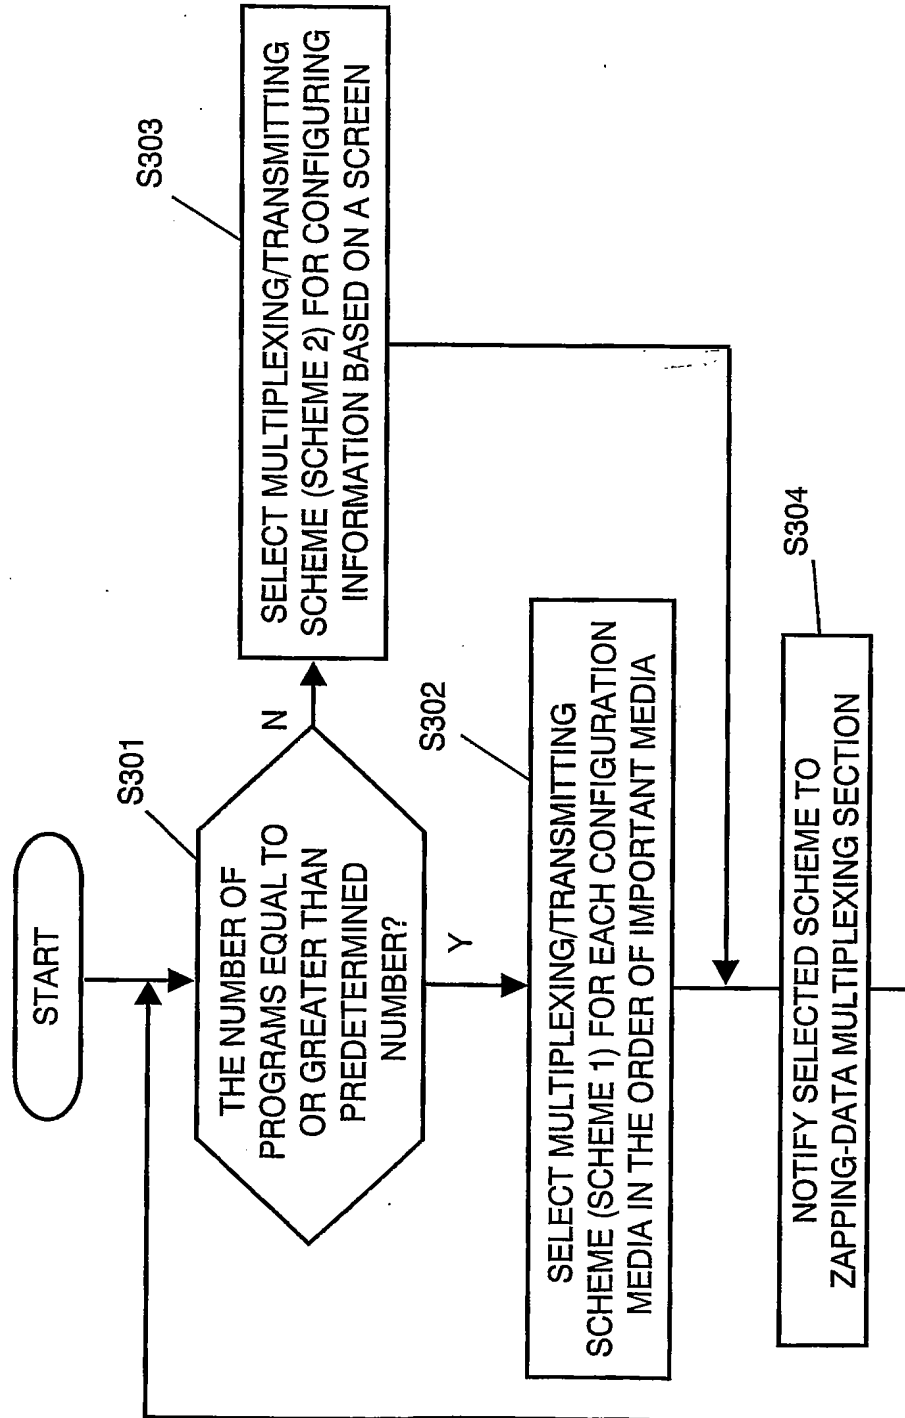 START
S301
THE NUMBER OF
PROGRAMS EQUAL TO
OR GREATER THAN
PREDETERMINED
NUMBER?
N
Y
S303
SELECT MULTIPLEXING/TRANSMITTING
SCHEME (SCHEME 2) FOR CONFIGURING
INFORMATION BASED ON A SCREEN
S302
SELECT MULTIPLEXING/TRANSMITTING
SCHEME (SCHEME 1) FOR EACH CONFIGURATION
MEDIA IN THE ORDER OF IMPORTANT MEDIA
S304
NOTIFY SELECTED SCHEME TO
ZAPPING-DATA MULTIPLEXING SECTION